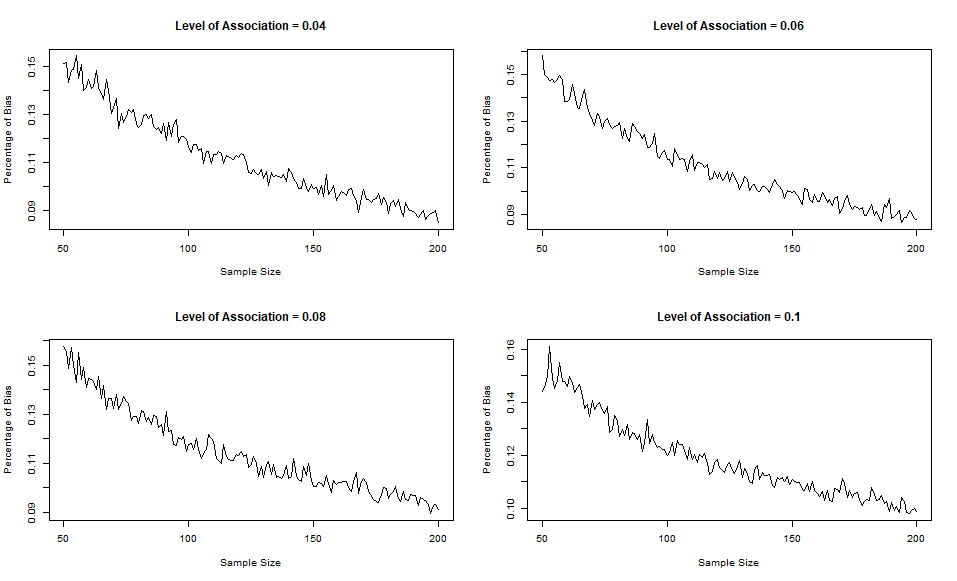 Level of Association = 0.04
Percentage of Bias
0.15
0.13
0.11
0.09
50 100 150 200
Sample Size
Level of Association = 0.06
Percentage of Bias
0.15
0.13
0.11
0.09
50 100 150 200
Sample Size
Level of Association = 0.08
Percentage of Bias
0.15
0.13
0.11
0.09
50 100 150 200
Sample Size
Level of Association = 0.1
Percentage of Bias
0.16
0.14
0.12
0.10
50 100 150 200
Sample Size